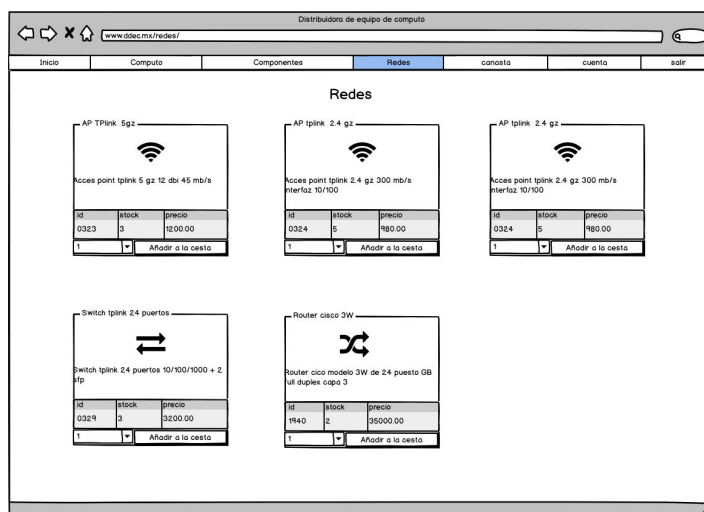 Distribuidora de equipo de computo
www.ddec.mx/redes/
Inicio Computo Componentes Redes canasta cuenta salir
Redes
AP TPlink 5gz
Acces point tplink 5 gz 12 dbi 45 mb/s
id stock precio
0323 3 1200.00
1 Añadir a la cesta
AP tplink 2.4 gz
Acces point tplink 2.4 gz 300 mb/s
nterfaz 10/100
id stock precio
0324 5 980.00
1 Añadir a la cesta
AP tplink 2.4 gz
Acces point tplink 2.4 gz 300 mb/s
nterfaz 10/100
id stock precio
0324 5 980.00
1 Añadir a la cesta
Switch tplink 24 puertos
Switch tplink 24 puertos 10/100/1000 + 2
sfp
id stock precio
0329 3 3200.00
1 Añadir a la cesta
Router cisco 3W
Router cico modelo 3W de 24 puesto GB
full duplex capa 3
id stock precio
1940 2 35000.00
1 Añadir a la cesta